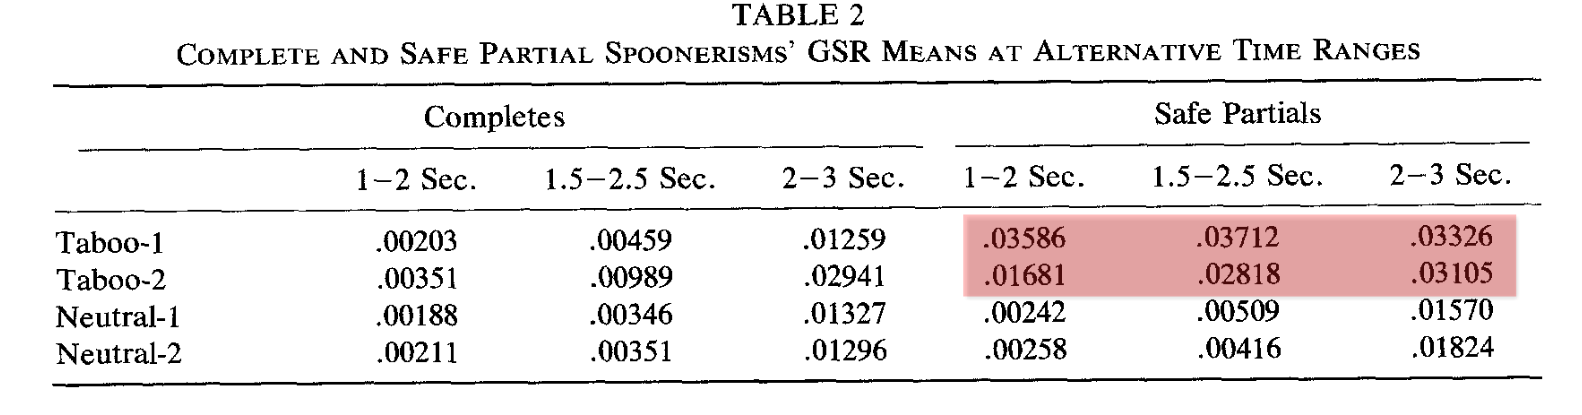 TABLE 2
COMPLETE AND SAFE PARTIAL SPOONERISMS' GSR MEANS AT ALTERNATIVE TIME RANGES
Completes Safe Partials
1–2 Sec. 1.5–2.5 Sec. 2–3 Sec. 1–2 Sec. 1.5–2.5 Sec. 2–3 Sec.
Taboo-1 .00203 .00459 .01259 .03586 .03712 .03326
Taboo-2 .00351 .00989 .02941 .01681 .02818 .03105
Neutral-1 .00188 .00346 .01327 .00242 .00509 .01570
Neutral-2 .00211 .00351 .01296 .00258 .00416 .01824